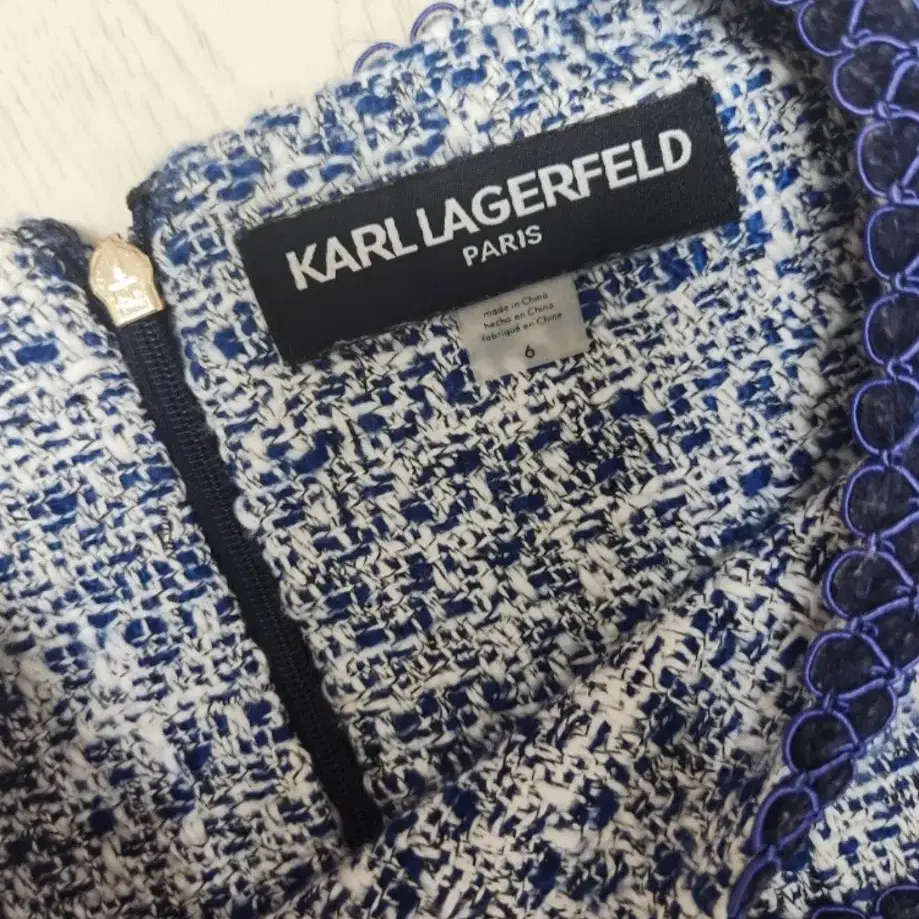 KARL LAGERFELD
PARIS
made in China
hecho en China
fabriqué en Chine
6